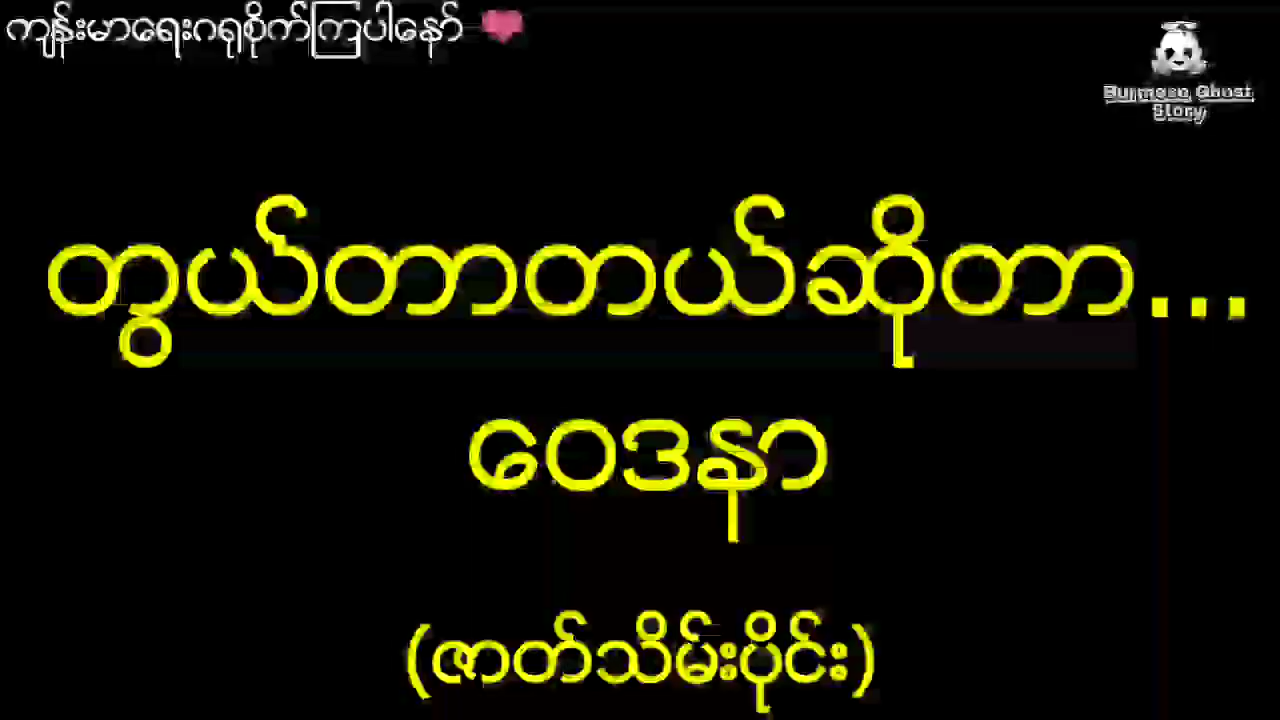 ကျန်းမာရေးဂရုစိုက်ကြပါနော် ❤
Burmese Ghost
Story
တွယ်တာတယ်ဆိုတာ...
ဝေဒနာ
(ဇာတ်သိမ်းပိုင်း)